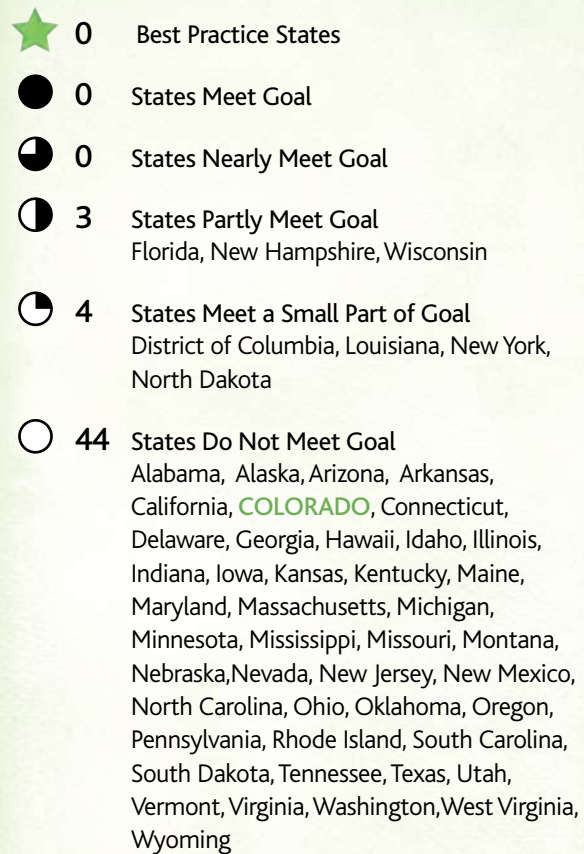 0 Best Practice States
0 States Meet Goal
0 States Nearly Meet Goal
3 States Partly Meet Goal
Florida, New Hampshire, Wisconsin
4 States Meet a Small Part of Goal
District of Columbia, Louisiana, New York,
North Dakota
44 States Do Not Meet Goal
Alabama, Alaska, Arizona, Arkansas,
California, COLORADO, Connecticut,
Delaware, Georgia, Hawaii, Idaho, Illinois,
Indiana, Iowa, Kansas, Kentucky, Maine,
Maryland, Massachusetts, Michigan,
Minnesota, Mississippi, Missouri, Montana,
Nebraska,Nevada, New Jersey, New Mexico,
North Carolina, Ohio, Oklahoma, Oregon,
Pennsylvania, Rhode Island, South Carolina,
South Dakota, Tennessee, Texas, Utah,
Vermont, Virginia, Washington,West Virginia,
Wyoming